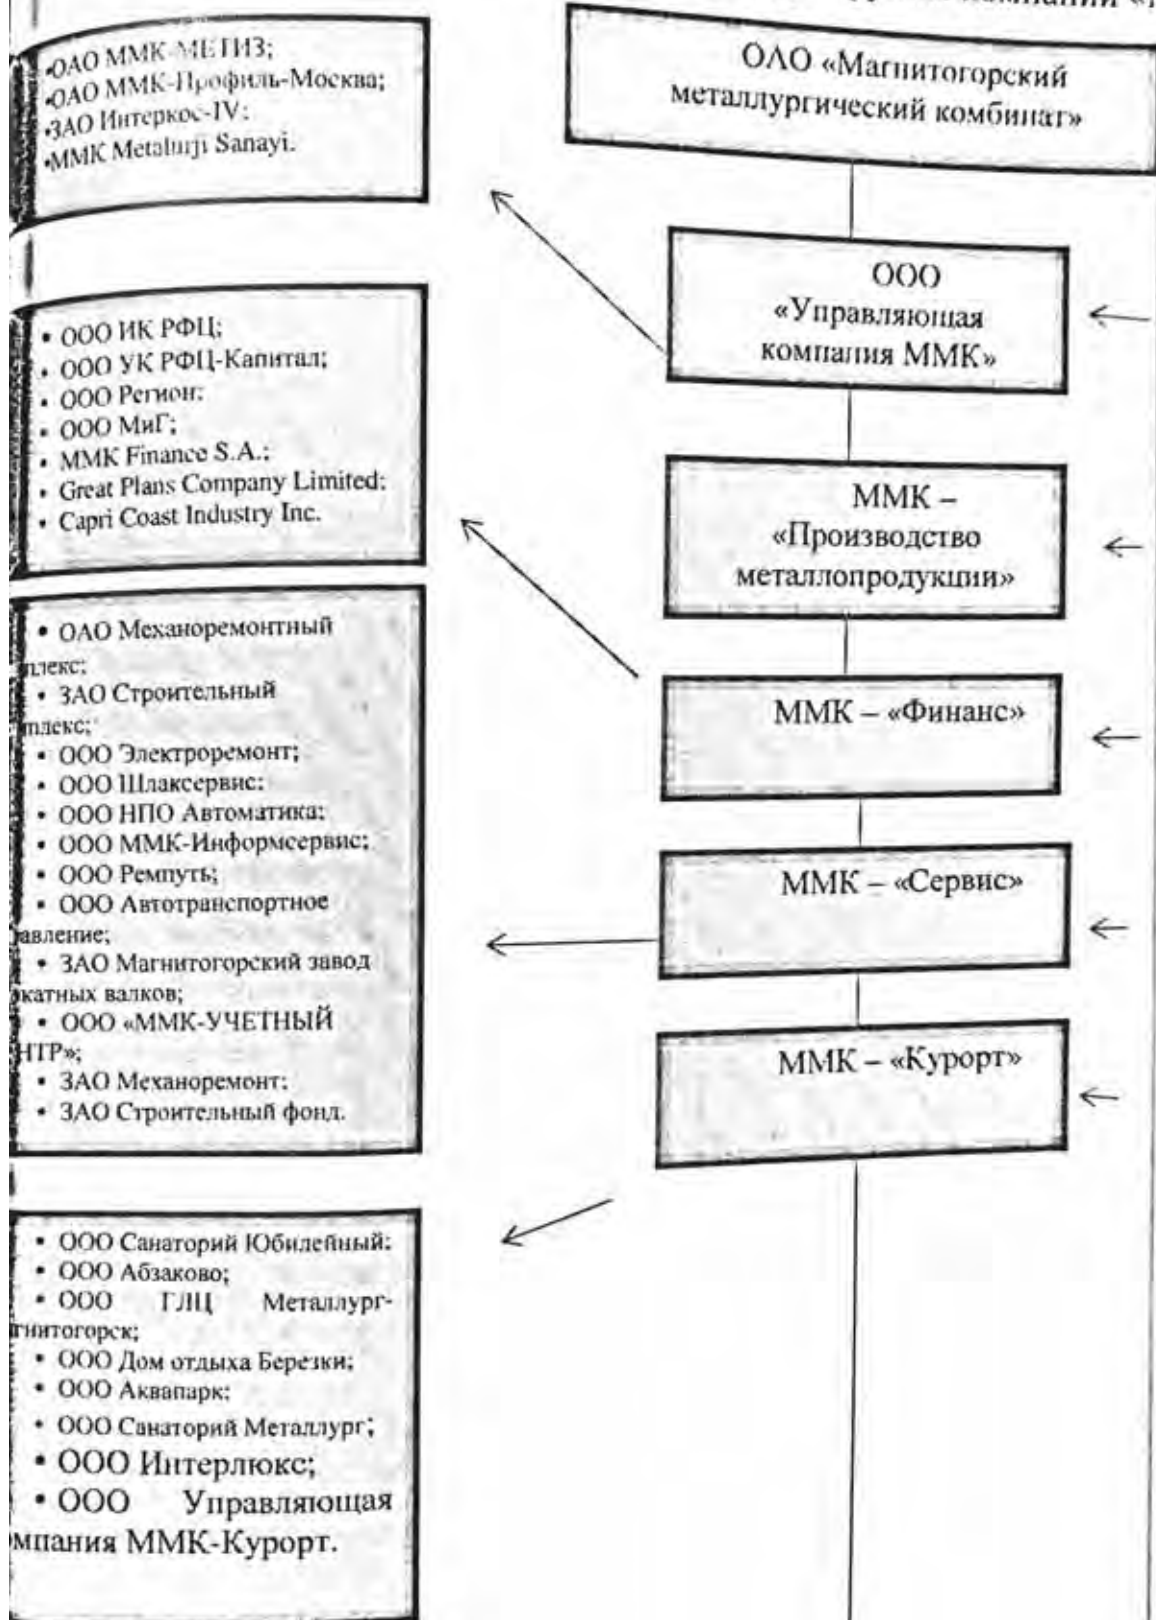 ОАО «Магнитогорский
металлургический комбинат»
ООО
«Управляющая
компания ММК»
ММК –
«Производство
металлопродукции»
ММК – «Финанс»
ММК – «Сервис»
ММК – «Курорт»
•ОАО ММК-МЕТИЗ;
•ОАО ММК-Профиль-Москва;
•ЗАО Интеркос-IV;
•ММК Metalurji Sanayi.
• ООО ИК РФЦ;
• ООО УК РФЦ-Капитал;
• ООО Регион;
• ООО МиГ;
• ММК Finance S.A.;
• Great Plans Company Limited;
• Capri Coast Industry Inc.
• ОАО Механоремонтный
плекс;
• ЗАО Строительный
плекс;
• ООО Электроремонт;
• ООО Шлаксервис;
• ООО НПО Автоматика;
• ООО ММК-Информсервис;
• ООО Ремпуть;
• ООО Автотранспортное
авление;
• ЗАО Магнитогорский завод
катных валков;
• ООО «ММК-УЧЕТНЫЙ
НТР»;
• ЗАО Механоремонт;
• ЗАО Строительный фонд.
• ООО Санаторий Юбилейный;
• ООО Абзаково;
• ООО ГЛЦ Металлург-
гнитогорск;
• ООО Дом отдыха Березки;
• ООО Аквапарк;
• ООО Санаторий Металлург;
• ООО Интерлюкс;
• ООО Управляющая
мпания ММК-Курорт.